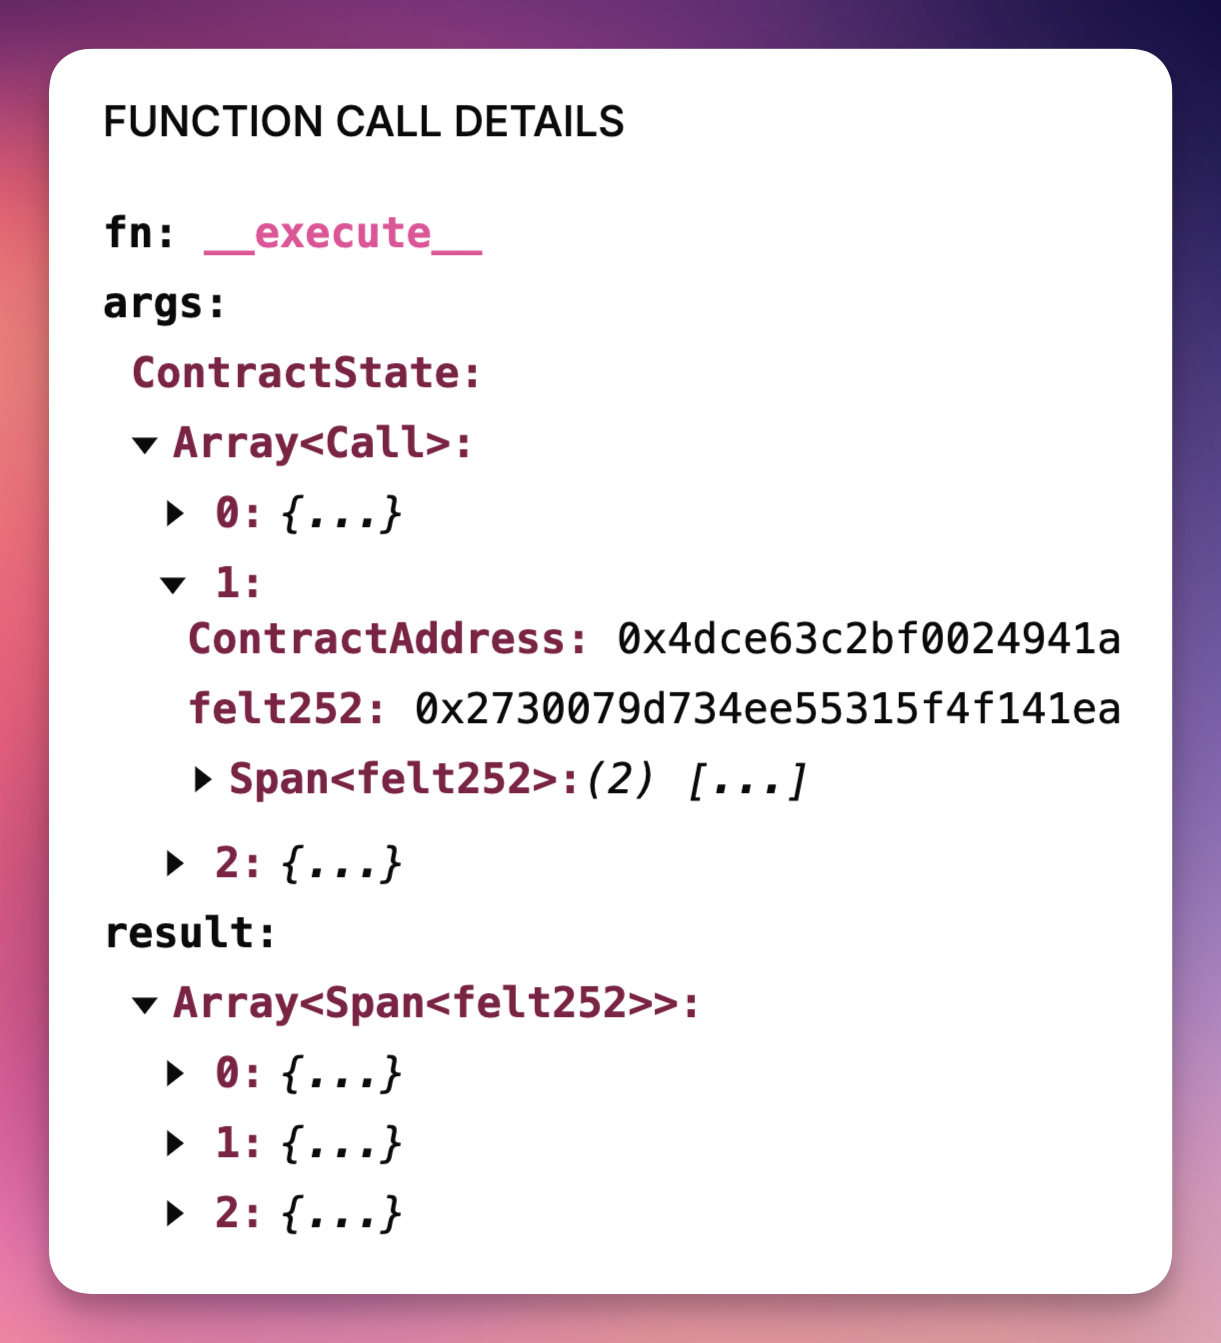 FUNCTION CALL DETAILS
fn: __execute__
args:
ContractState:
Array<Call>:
0: {...}
1:
ContractAddress: 0x4dce63c2bf0024941a
felt252: 0x2730079d734ee55315f4f141ea
Span<felt252>:(2) [...]
2: {...}
result:
Array<Span<felt252>>:
0: {...}
1: {...}
2: {...}